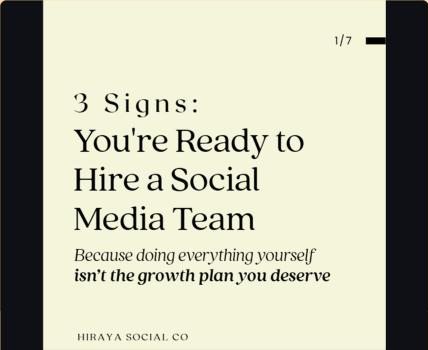 1/7
3 Signs:
You're Ready to
Hire a Social
Media Team
Because doing everything yourself
isn't the growth plan you deserve
HIRAYA SOCIAL CO